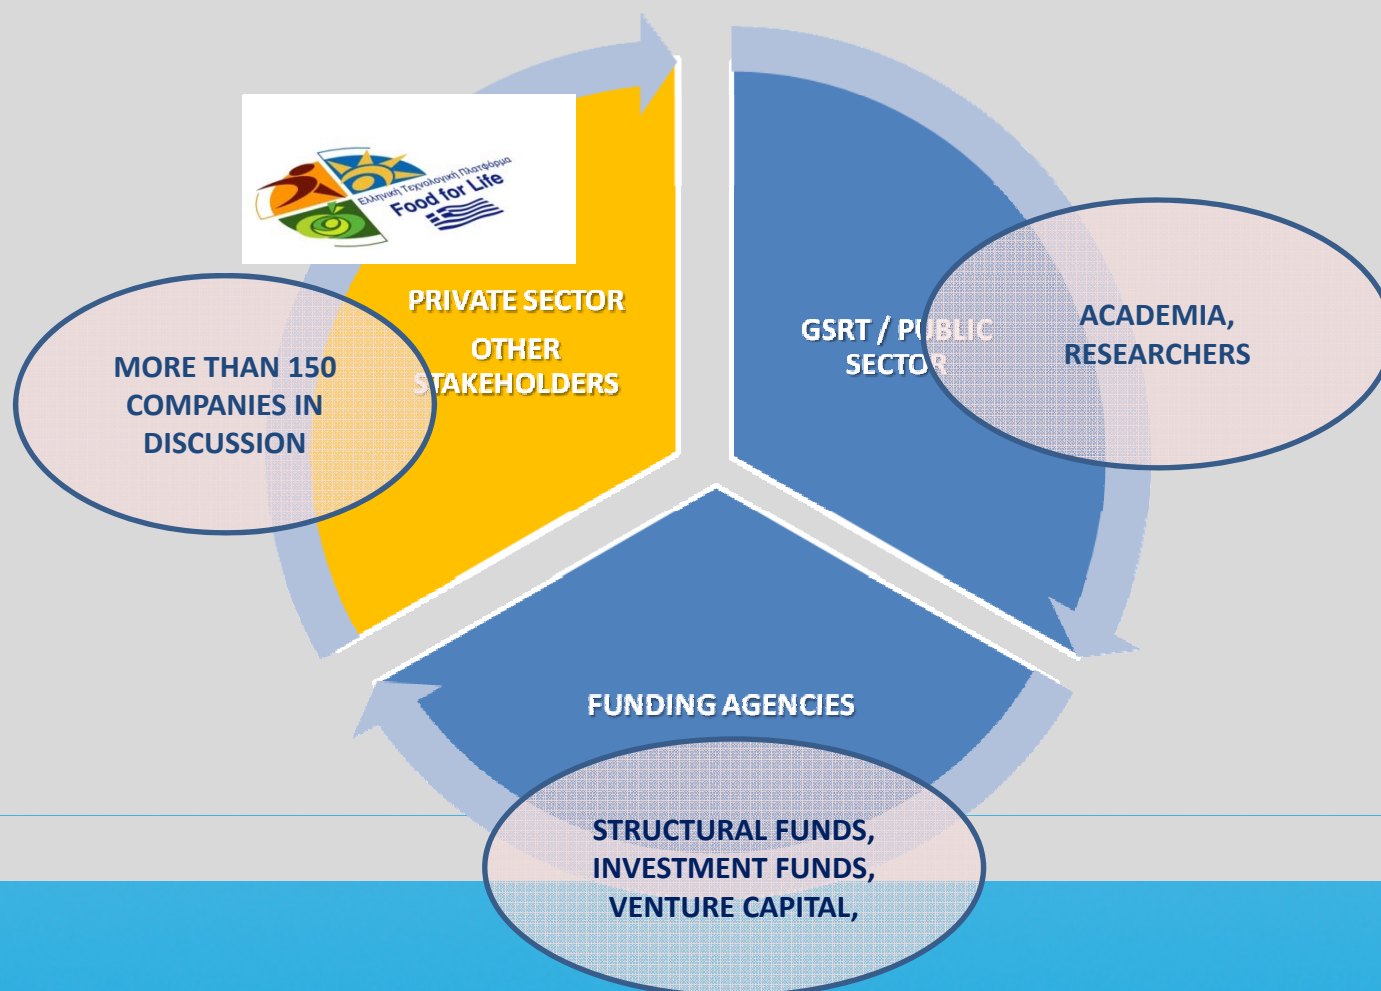 Ελληνική Τεχνολογική Πλατφόρμα
Food for Life
PRIVATE SECTOR
OTHER
STAKEHOLDERS
MORE THAN 150
COMPANIES IN
DISCUSSION
GSRT / PUBLIC
SECTOR
ACADEMIA,
RESEARCHERS
FUNDING AGENCIES
STRUCTURAL FUNDS,
INVESTMENT FUNDS,
VENTURE CAPITAL,